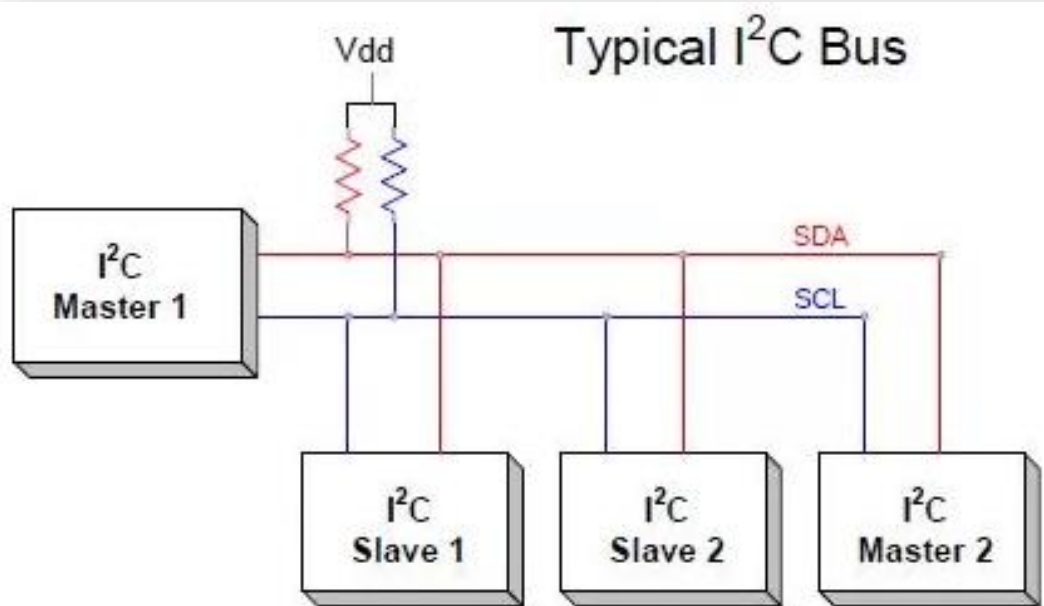 Typical I²C Bus
Vdd
SDA
SCL
I²C
Master 1
I²C
Slave 1
I²C
Slave 2
I²C
Master 2